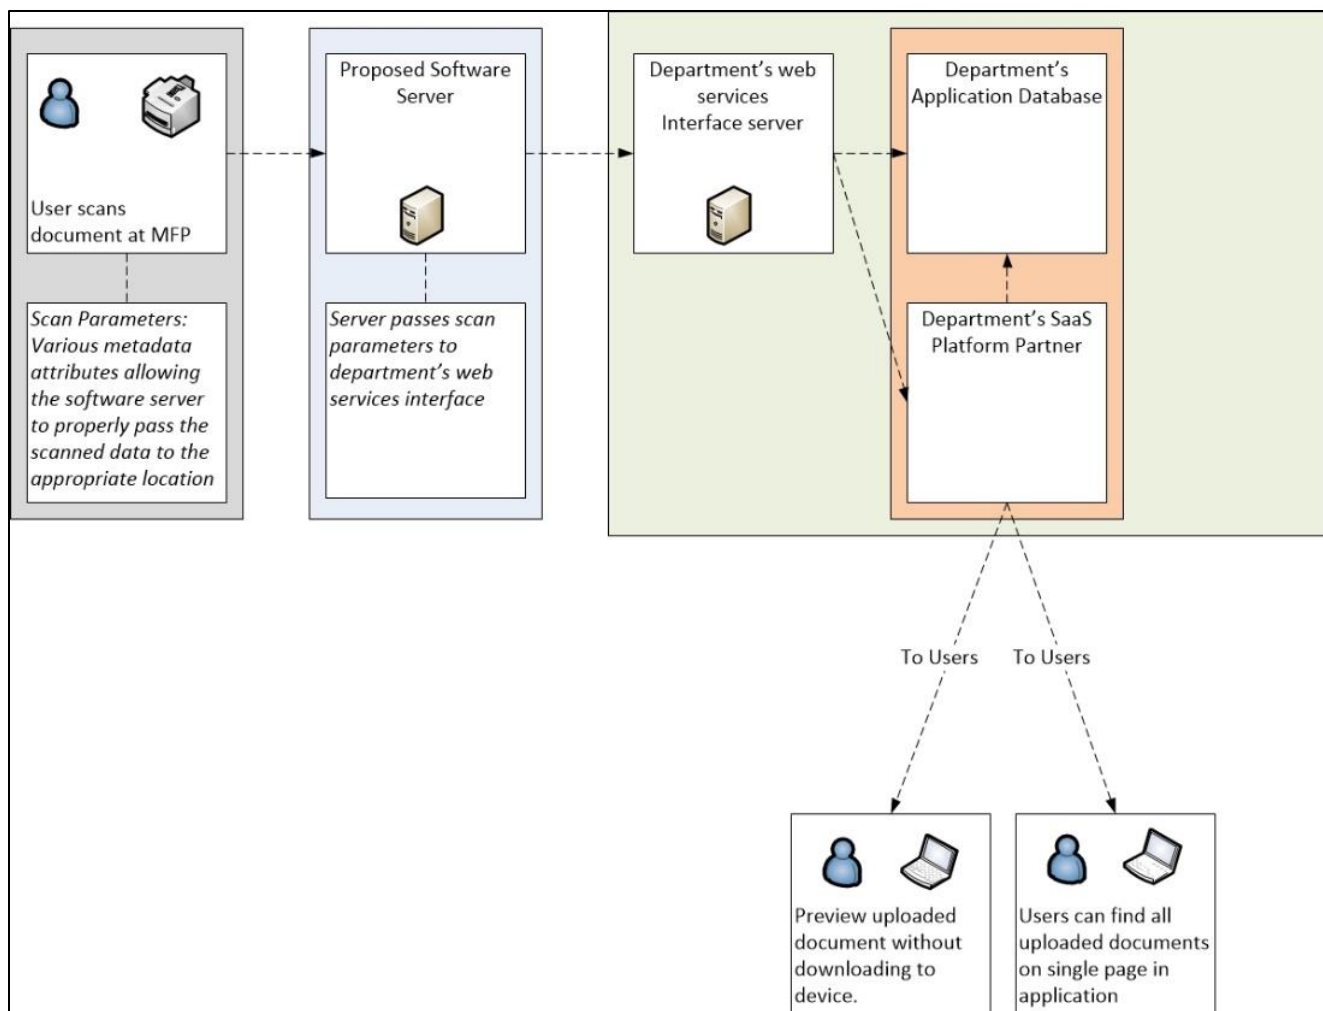 User scans
document at MFP
Scan Parameters:
Various metadata
attributes allowing
the software server
to properly pass the
scanned data to the
appropriate location
Proposed Software
Server
Server passes scan
parameters to
department's web
services interface
Department's web
services
Interface server
Department's
Application Database
Department's SaaS
Platform Partner
To Users
To Users
Preview uploaded
document without
downloading to
device.
Users can find all
uploaded documents
on single page in
application